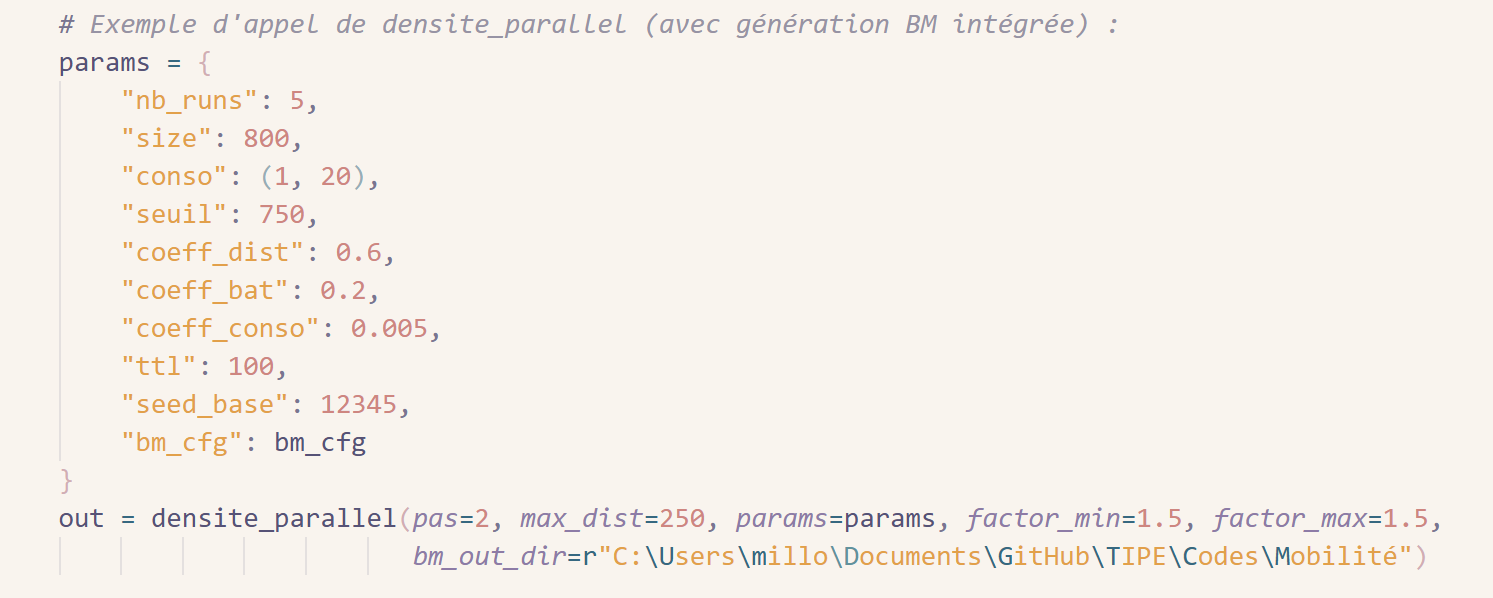 # Exemple d'appel de densite_parallel (avec génération BM intégrée) :
params = {
    "nb_runs": 5,
    "size": 800,
    "conso": (1, 20),
    "seuil": 750,
    "coeff_dist": 0.6,
    "coeff_bat": 0.2,
    "coeff_conso": 0.005,
    "ttl": 100,
    "seed_base": 12345,
    "bm_cfg": bm_cfg
}
out = densite_parallel(pas=2, max_dist=250, params=params, factor_min=1.5, factor_max=1.5,
                       bm_out_dir=r"C:\Users\millo\Documents\GitHub\TIPE\Codes\Mobilité")